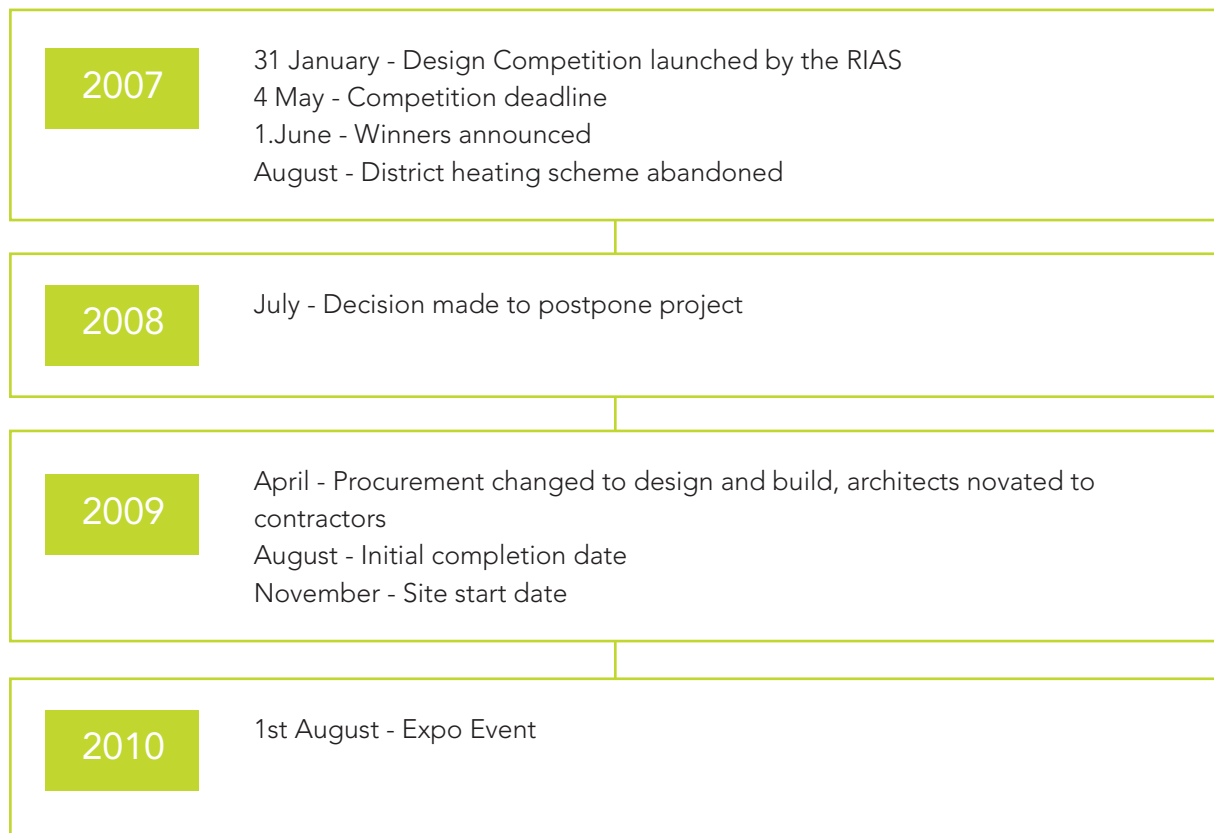 2007
31 January - Design Competition launched by the RIAS
4 May - Competition deadline
1.June - Winners announced
August - District heating scheme abandoned
2008
July - Decision made to postpone project
2009
April - Procurement changed to design and build, architects novated to
contractors
August - Initial completion date
November - Site start date
2010
1st August - Expo Event